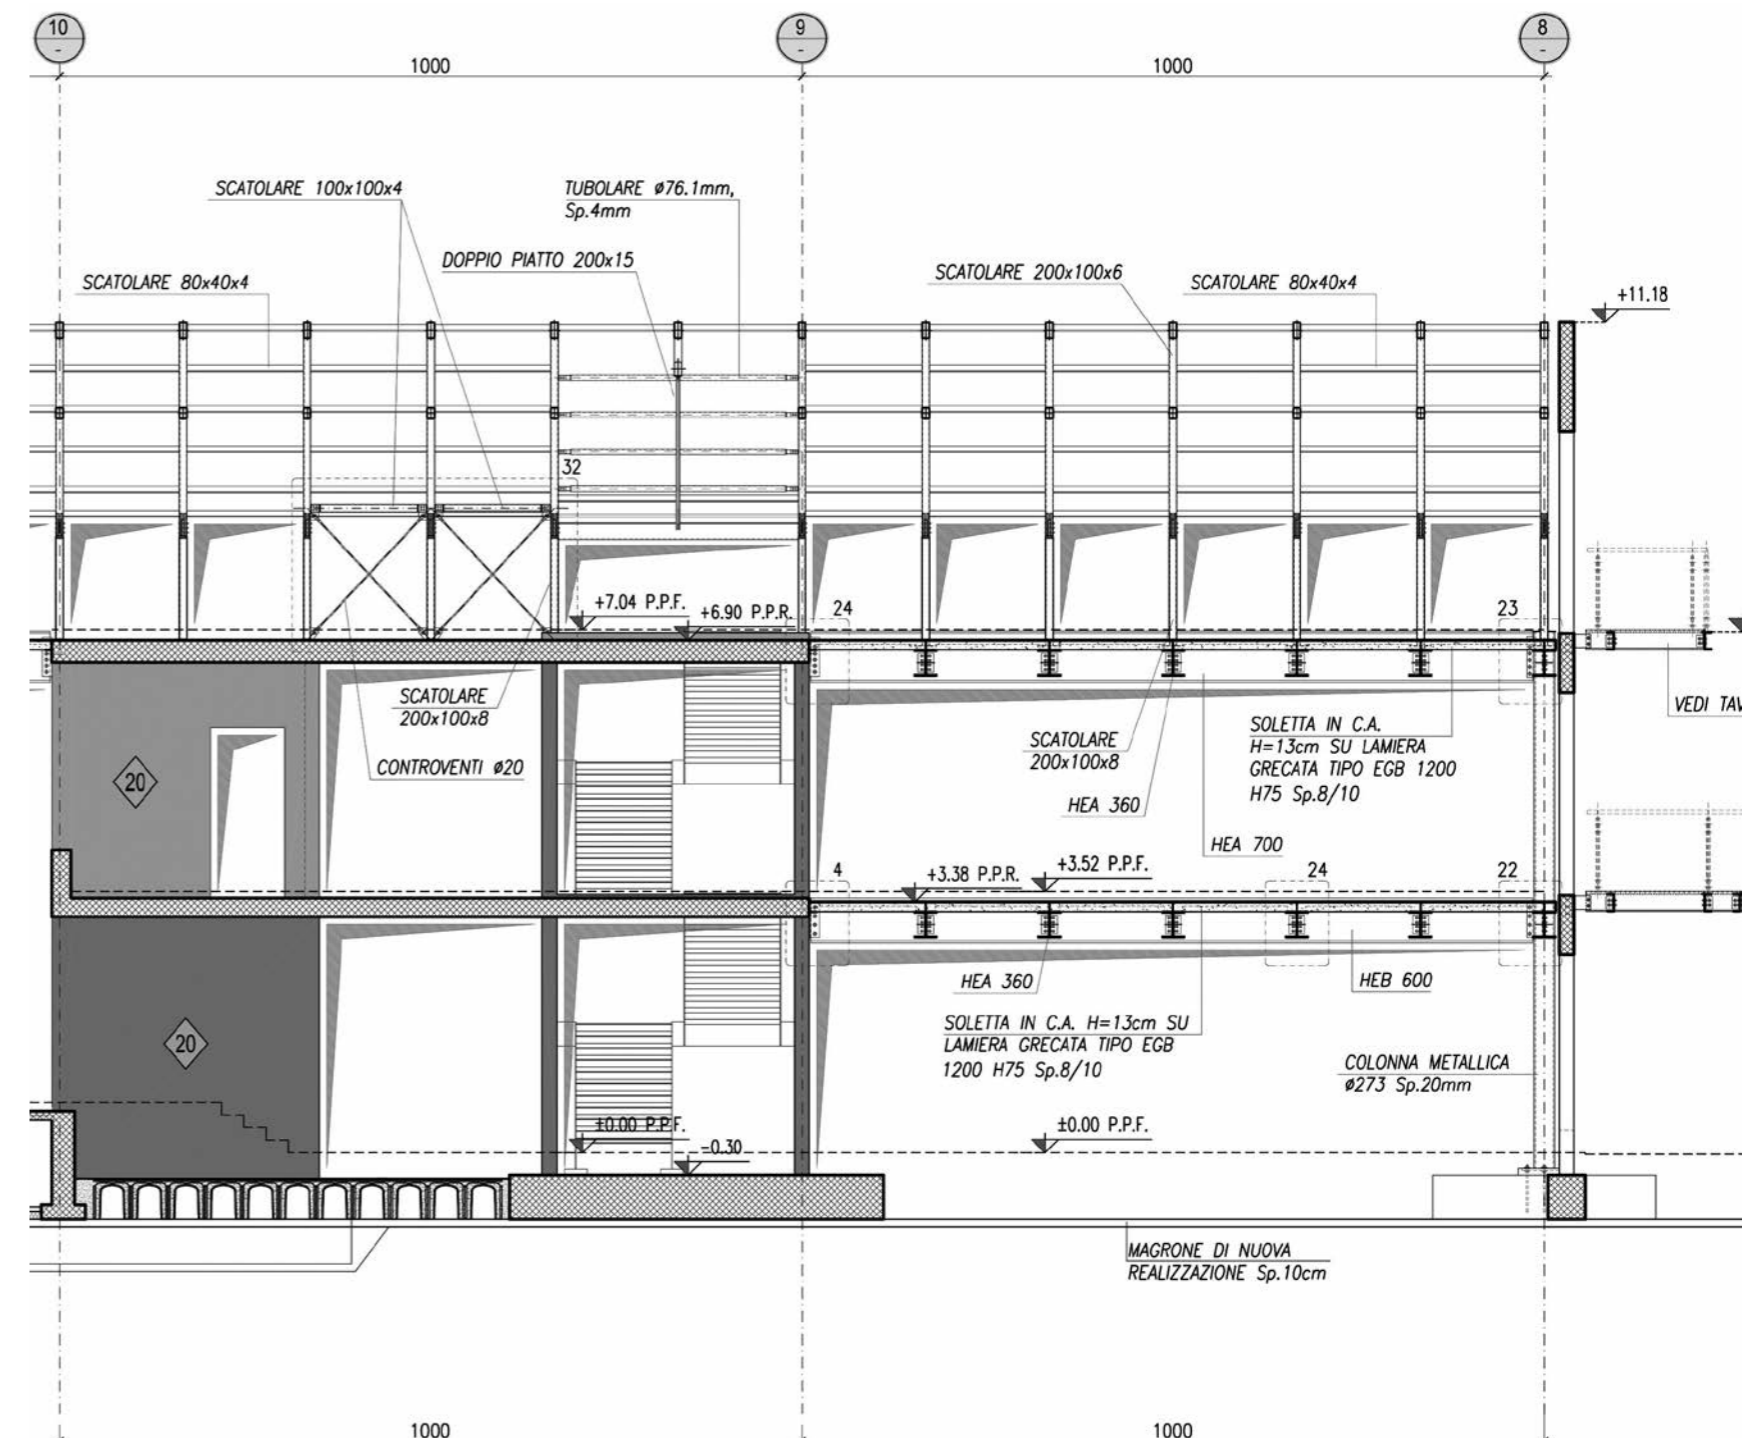 10
-
9
-
8
-
1000
1000
SCATOLARE 100x100x4
TUBOLARE ø76.1mm,
Sp.4mm
DOPPIO PIATTO 200x15
SCATOLARE 80x40x4
SCATOLARE 200x100x6
SCATOLARE 80x40x4
+11.18
32
+7.04 P.P.F.
+6.90 P.P.R.
24
23
SCATOLARE
200x100x8
CONTROVENTI ø20
20
SCATOLARE
200x100x8
HEA 360
SOLETTA IN C.A.
H=13cm SU LAMIERA
GRECATA TIPO EGB 1200
H75 Sp.8/10
VEDI TAV
HEA 700
4
+3.38 P.P.R.
+3.52 P.P.F.
24
22
HEA 360
HEB 600
20
SOLETTA IN C.A. H=13cm SU
LAMIERA GRECATA TIPO EGB
1200 H75 Sp.8/10
COLONNA METALLICA
ø273 Sp.20mm
±0.00 P.P.F.
-0.30
±0.00 P.P.F.
MAGRONE DI NUOVA
REALIZZAZIONE Sp.10cm
1000
1000